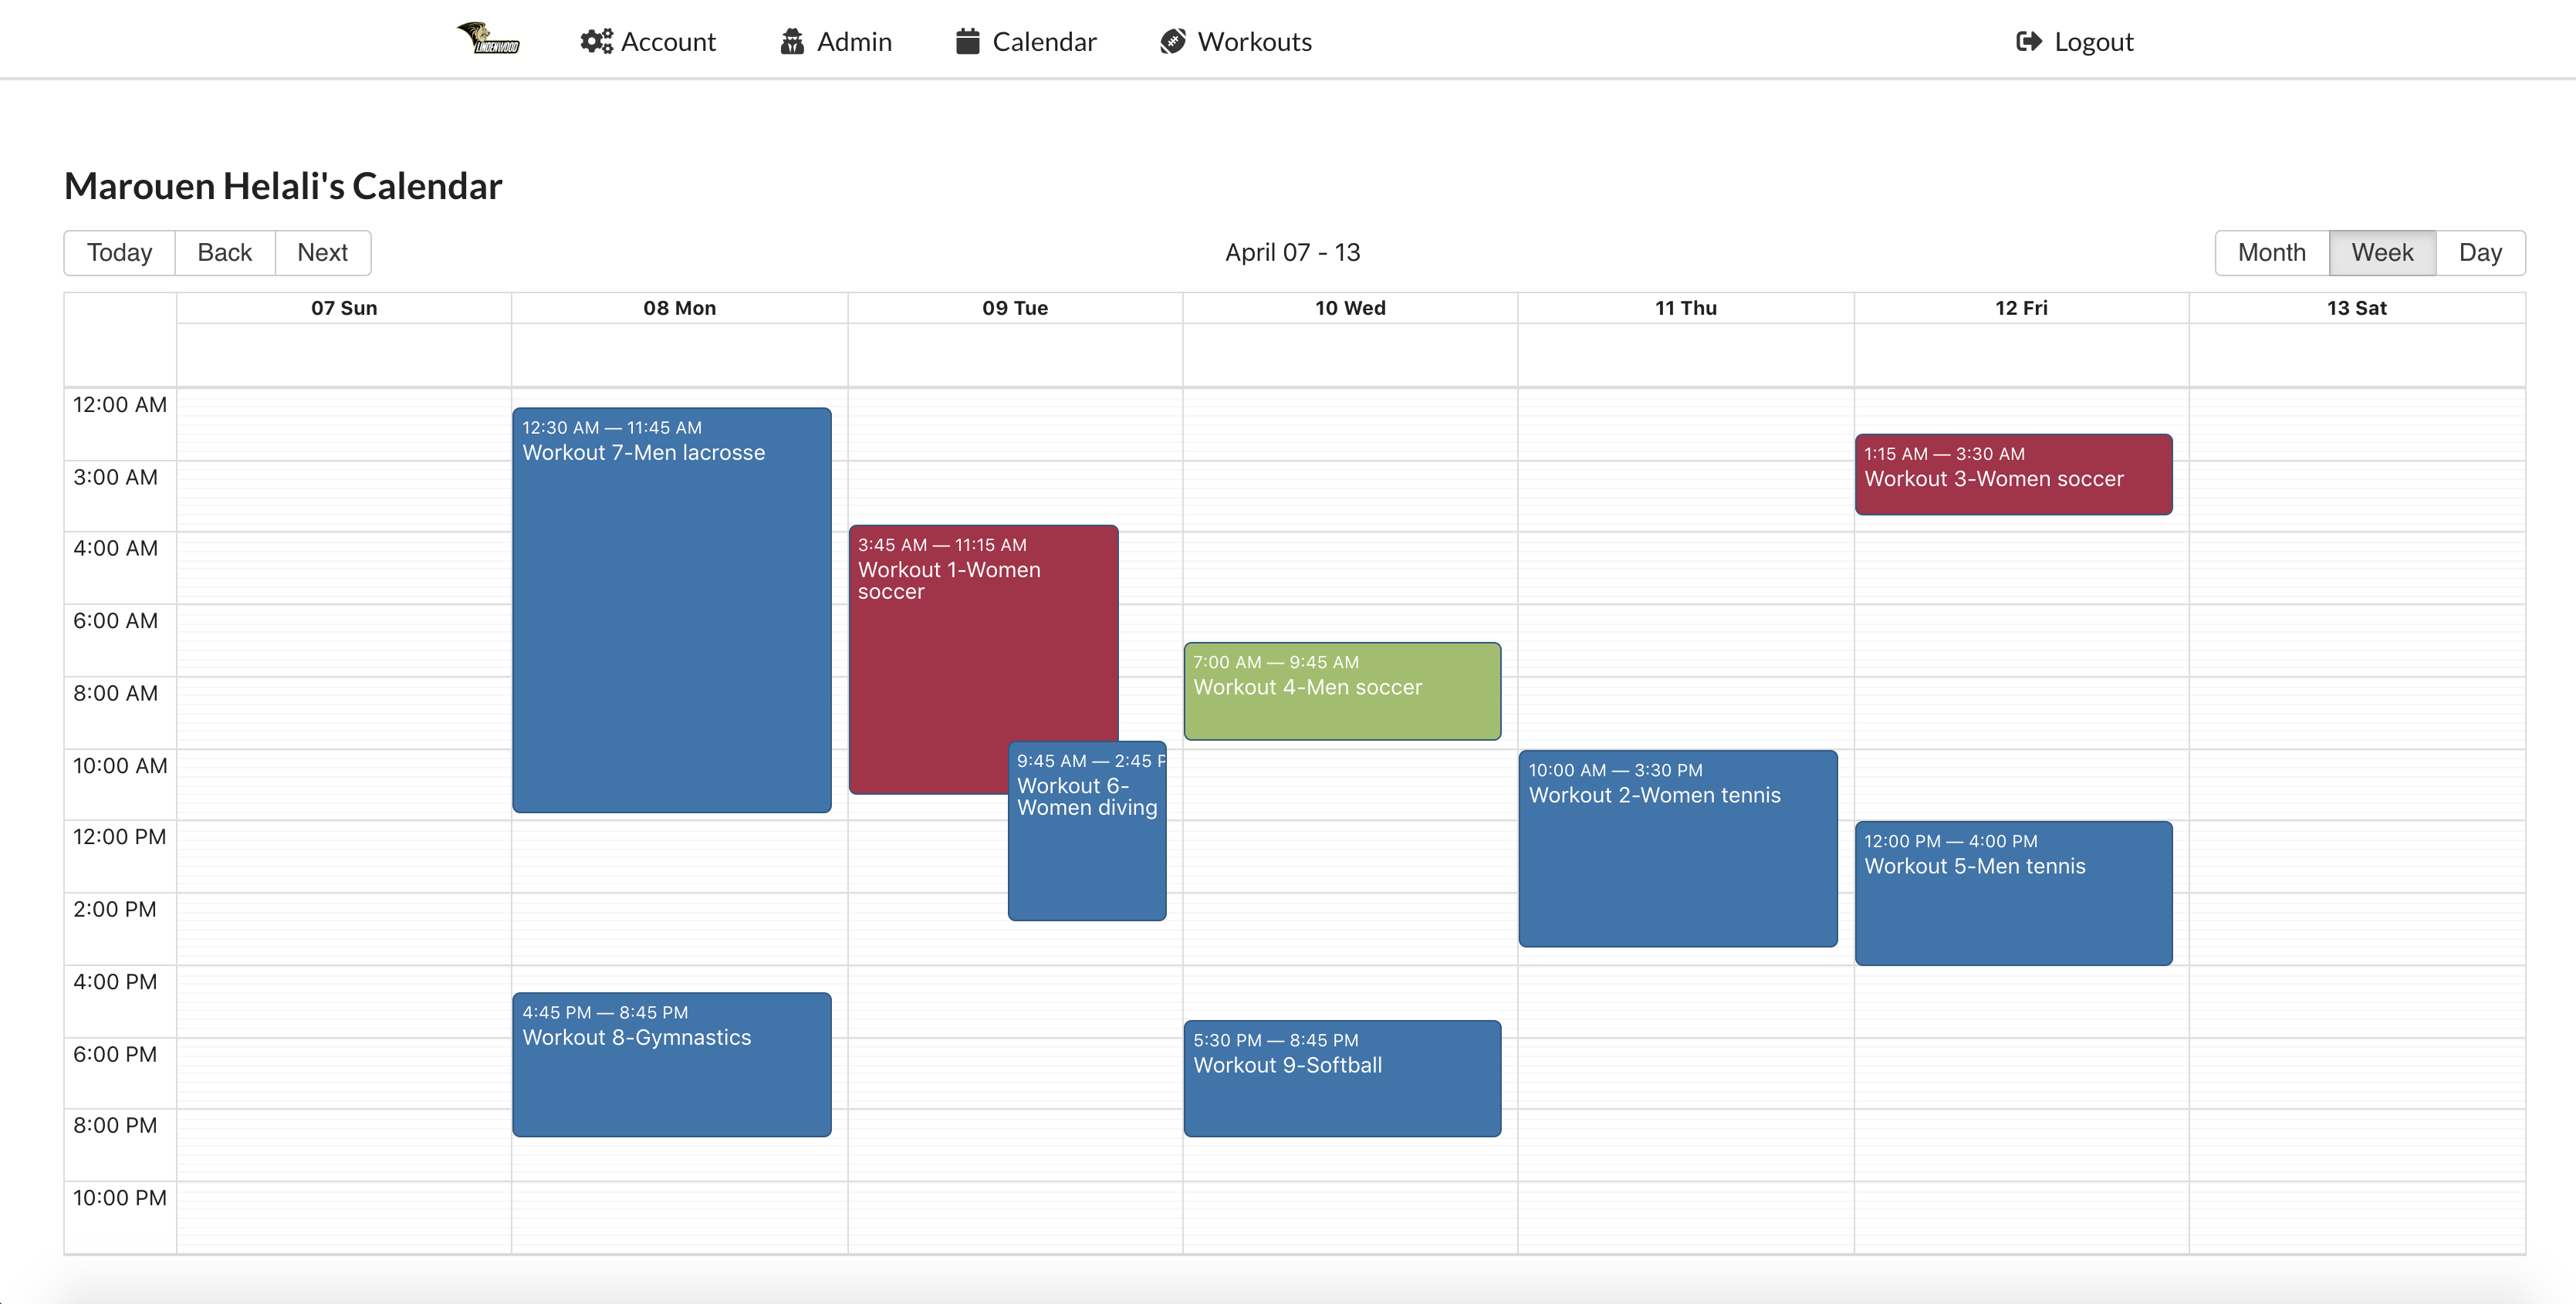 LINDENWOOD
Account
Admin
Calendar
Workouts
Logout
Marouen Helali's Calendar
Today
Back
Next
April 07 - 13
Month
Week
Day
07 Sun
08 Mon
09 Tue
10 Wed
11 Thu
12 Fri
13 Sat
12:00 AM
3:00 AM
4:00 AM
6:00 AM
8:00 AM
10:00 AM
12:00 PM
2:00 PM
4:00 PM
6:00 PM
8:00 PM
10:00 PM
12:30 AM — 11:45 AM
Workout 7-Men lacrosse
4:45 PM — 8:45 PM
Workout 8-Gymnastics
3:45 AM — 11:15 AM
Workout 1-Women
soccer
9:45 AM — 2:45 P
Workout 6-
Women diving
7:00 AM — 9:45 AM
Workout 4-Men soccer
5:30 PM — 8:45 PM
Workout 9-Softball
10:00 AM — 3:30 PM
Workout 2-Women tennis
1:15 AM — 3:30 AM
Workout 3-Women soccer
12:00 PM — 4:00 PM
Workout 5-Men tennis